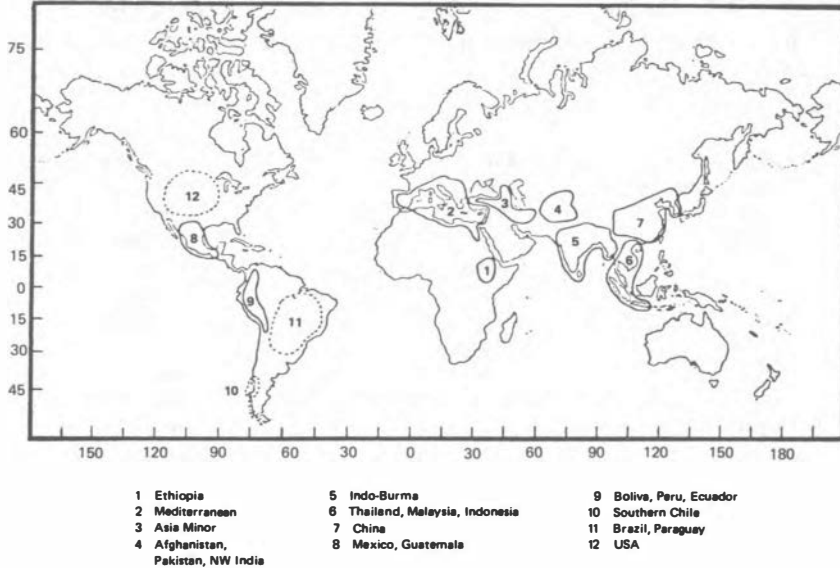 75
60
45
30
15
0
15
30
45
12
8
9
11
10
1
2
3
4
5
6
7
150 120 90 60 30 0 30 60 90 120 150 180
1 Ethiopia
2 Mediterranean
3 Asia Minor
4 Afghanistan,
Pakistan, NW India
5 Indo-Burma
6 Thailand, Malaysia, Indonesia
7 China
8 Mexico, Guatemala
9 Boliva, Peru, Ecuador
10 Southern Chile
11 Brazil, Paraguay
12 USA